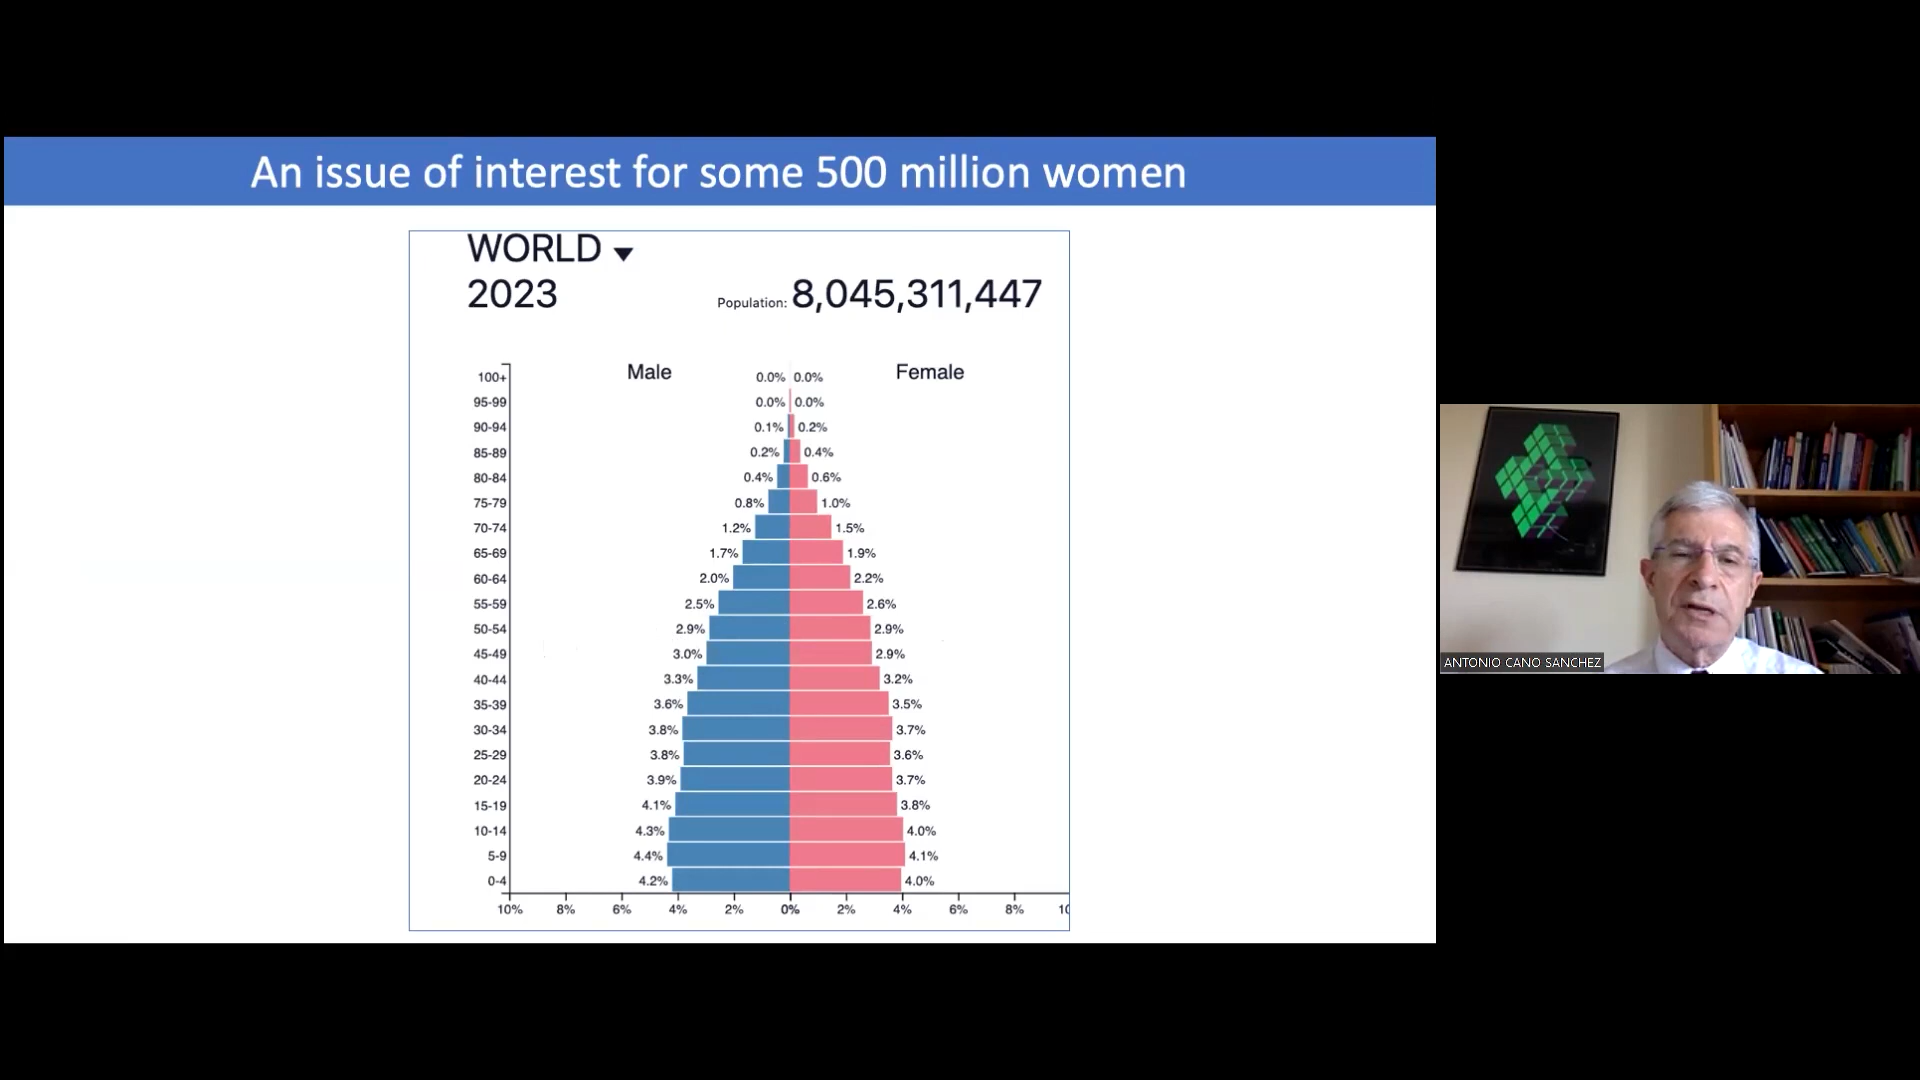 An issue of interest for some 500 million women
WORLD
2023
Population: 8,045,311,447
Male
Female
100+ 0.0% 0.0%
95-99 0.0% 0.0%
90-94 0.1% 0.2%
85-89 0.2% 0.4%
80-84 0.4% 0.6%
75-79 0.8% 1.0%
70-74 1.2% 1.5%
65-69 1.7% 1.9%
60-64 2.0% 2.2%
55-59 2.5% 2.6%
50-54 2.9% 2.9%
45-49 3.0% 2.9%
40-44 3.3% 3.2%
35-39 3.6% 3.5%
30-34 3.8% 3.7%
25-29 3.8% 3.6%
20-24 3.9% 3.7%
15-19 4.1% 3.8%
10-14 4.3% 4.0%
5-9 4.4% 4.1%
0-4 4.2% 4.0%
10% 8% 6% 4% 2% 0% 2% 4% 6% 8% 10
ANTONIO CANO SANCHEZ